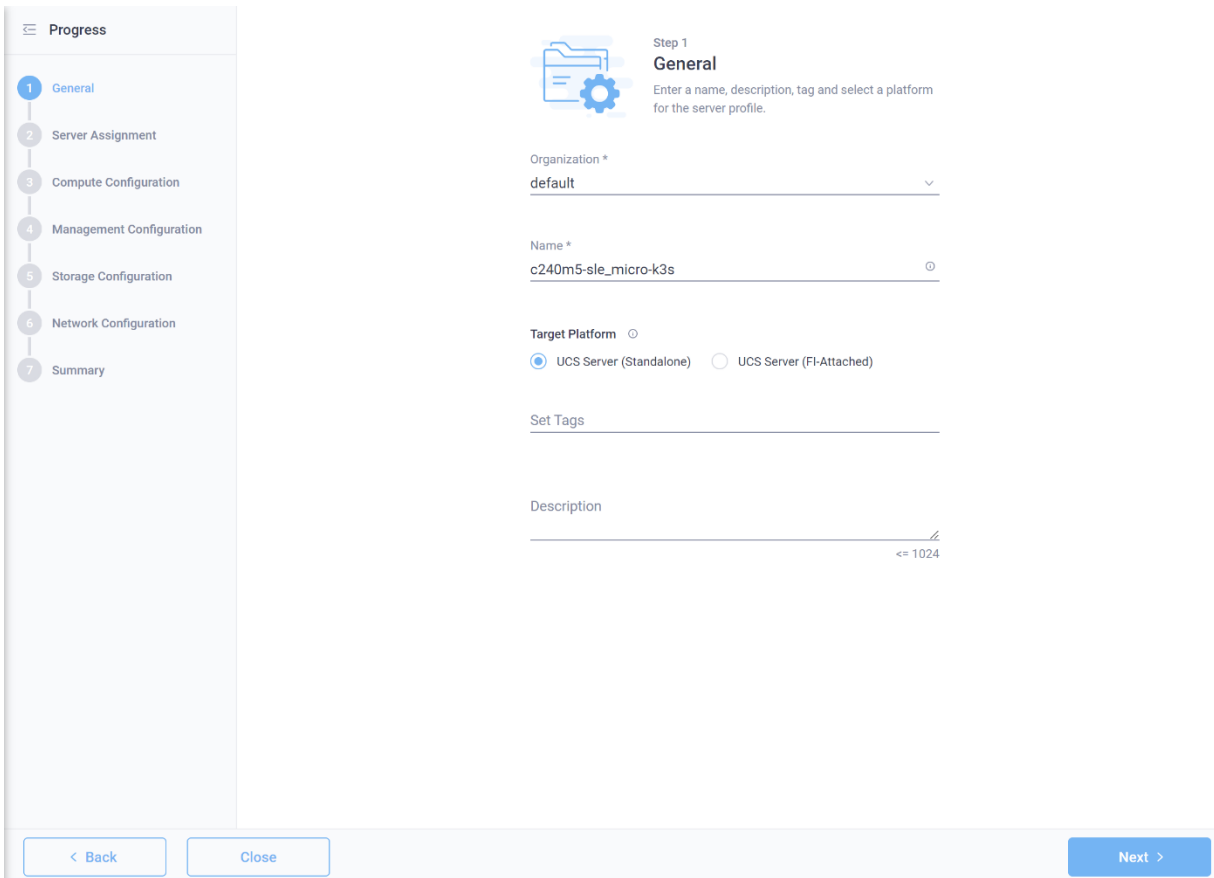 Progress
1 General
2 Server Assignment
3 Compute Configuration
4 Management Configuration
5 Storage Configuration
6 Network Configuration
7 Summary
Step 1
General
Enter a name, description, tag and select a platform
for the server profile.
Organization *
default
Name *
c240m5-sle_micro-k3s
Target Platform
UCS Server (Standalone) UCS Server (FI-Attached)
Set Tags
Description
<= 1024
< Back Close Next >